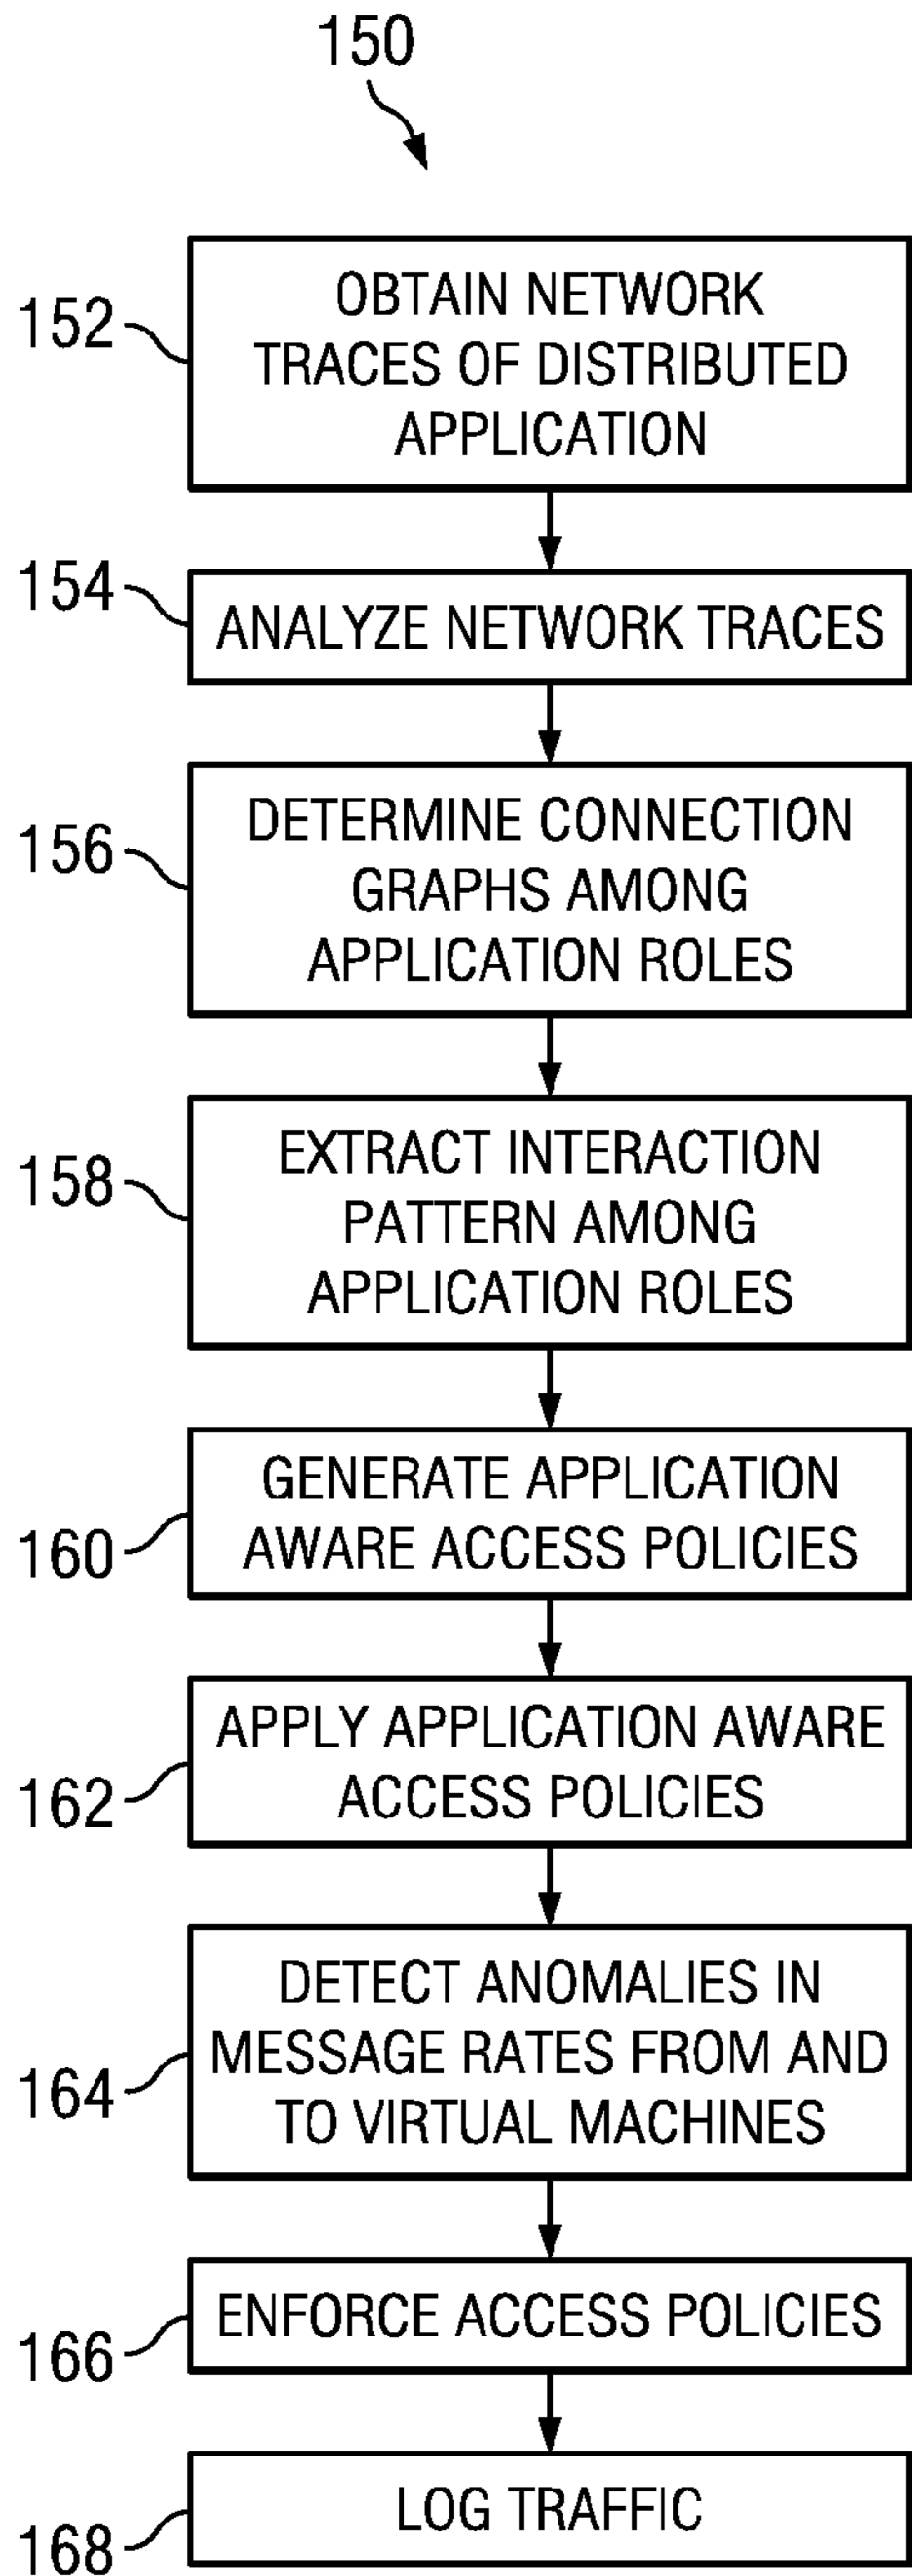 150
152
OBTAIN NETWORK
TRACES OF DISTRIBUTED
APPLICATION
154
ANALYZE NETWORK TRACES
156
DETERMINE CONNECTION
GRAPHS AMONG
APPLICATION ROLES
158
EXTRACT INTERACTION
PATTERN AMONG
APPLICATION ROLES
160
GENERATE APPLICATION
AWARE ACCESS POLICIES
162
APPLY APPLICATION AWARE
ACCESS POLICIES
164
DETECT ANOMALIES IN
MESSAGE RATES FROM AND
TO VIRTUAL MACHINES
166
ENFORCE ACCESS POLICIES
168
LOG TRAFFIC